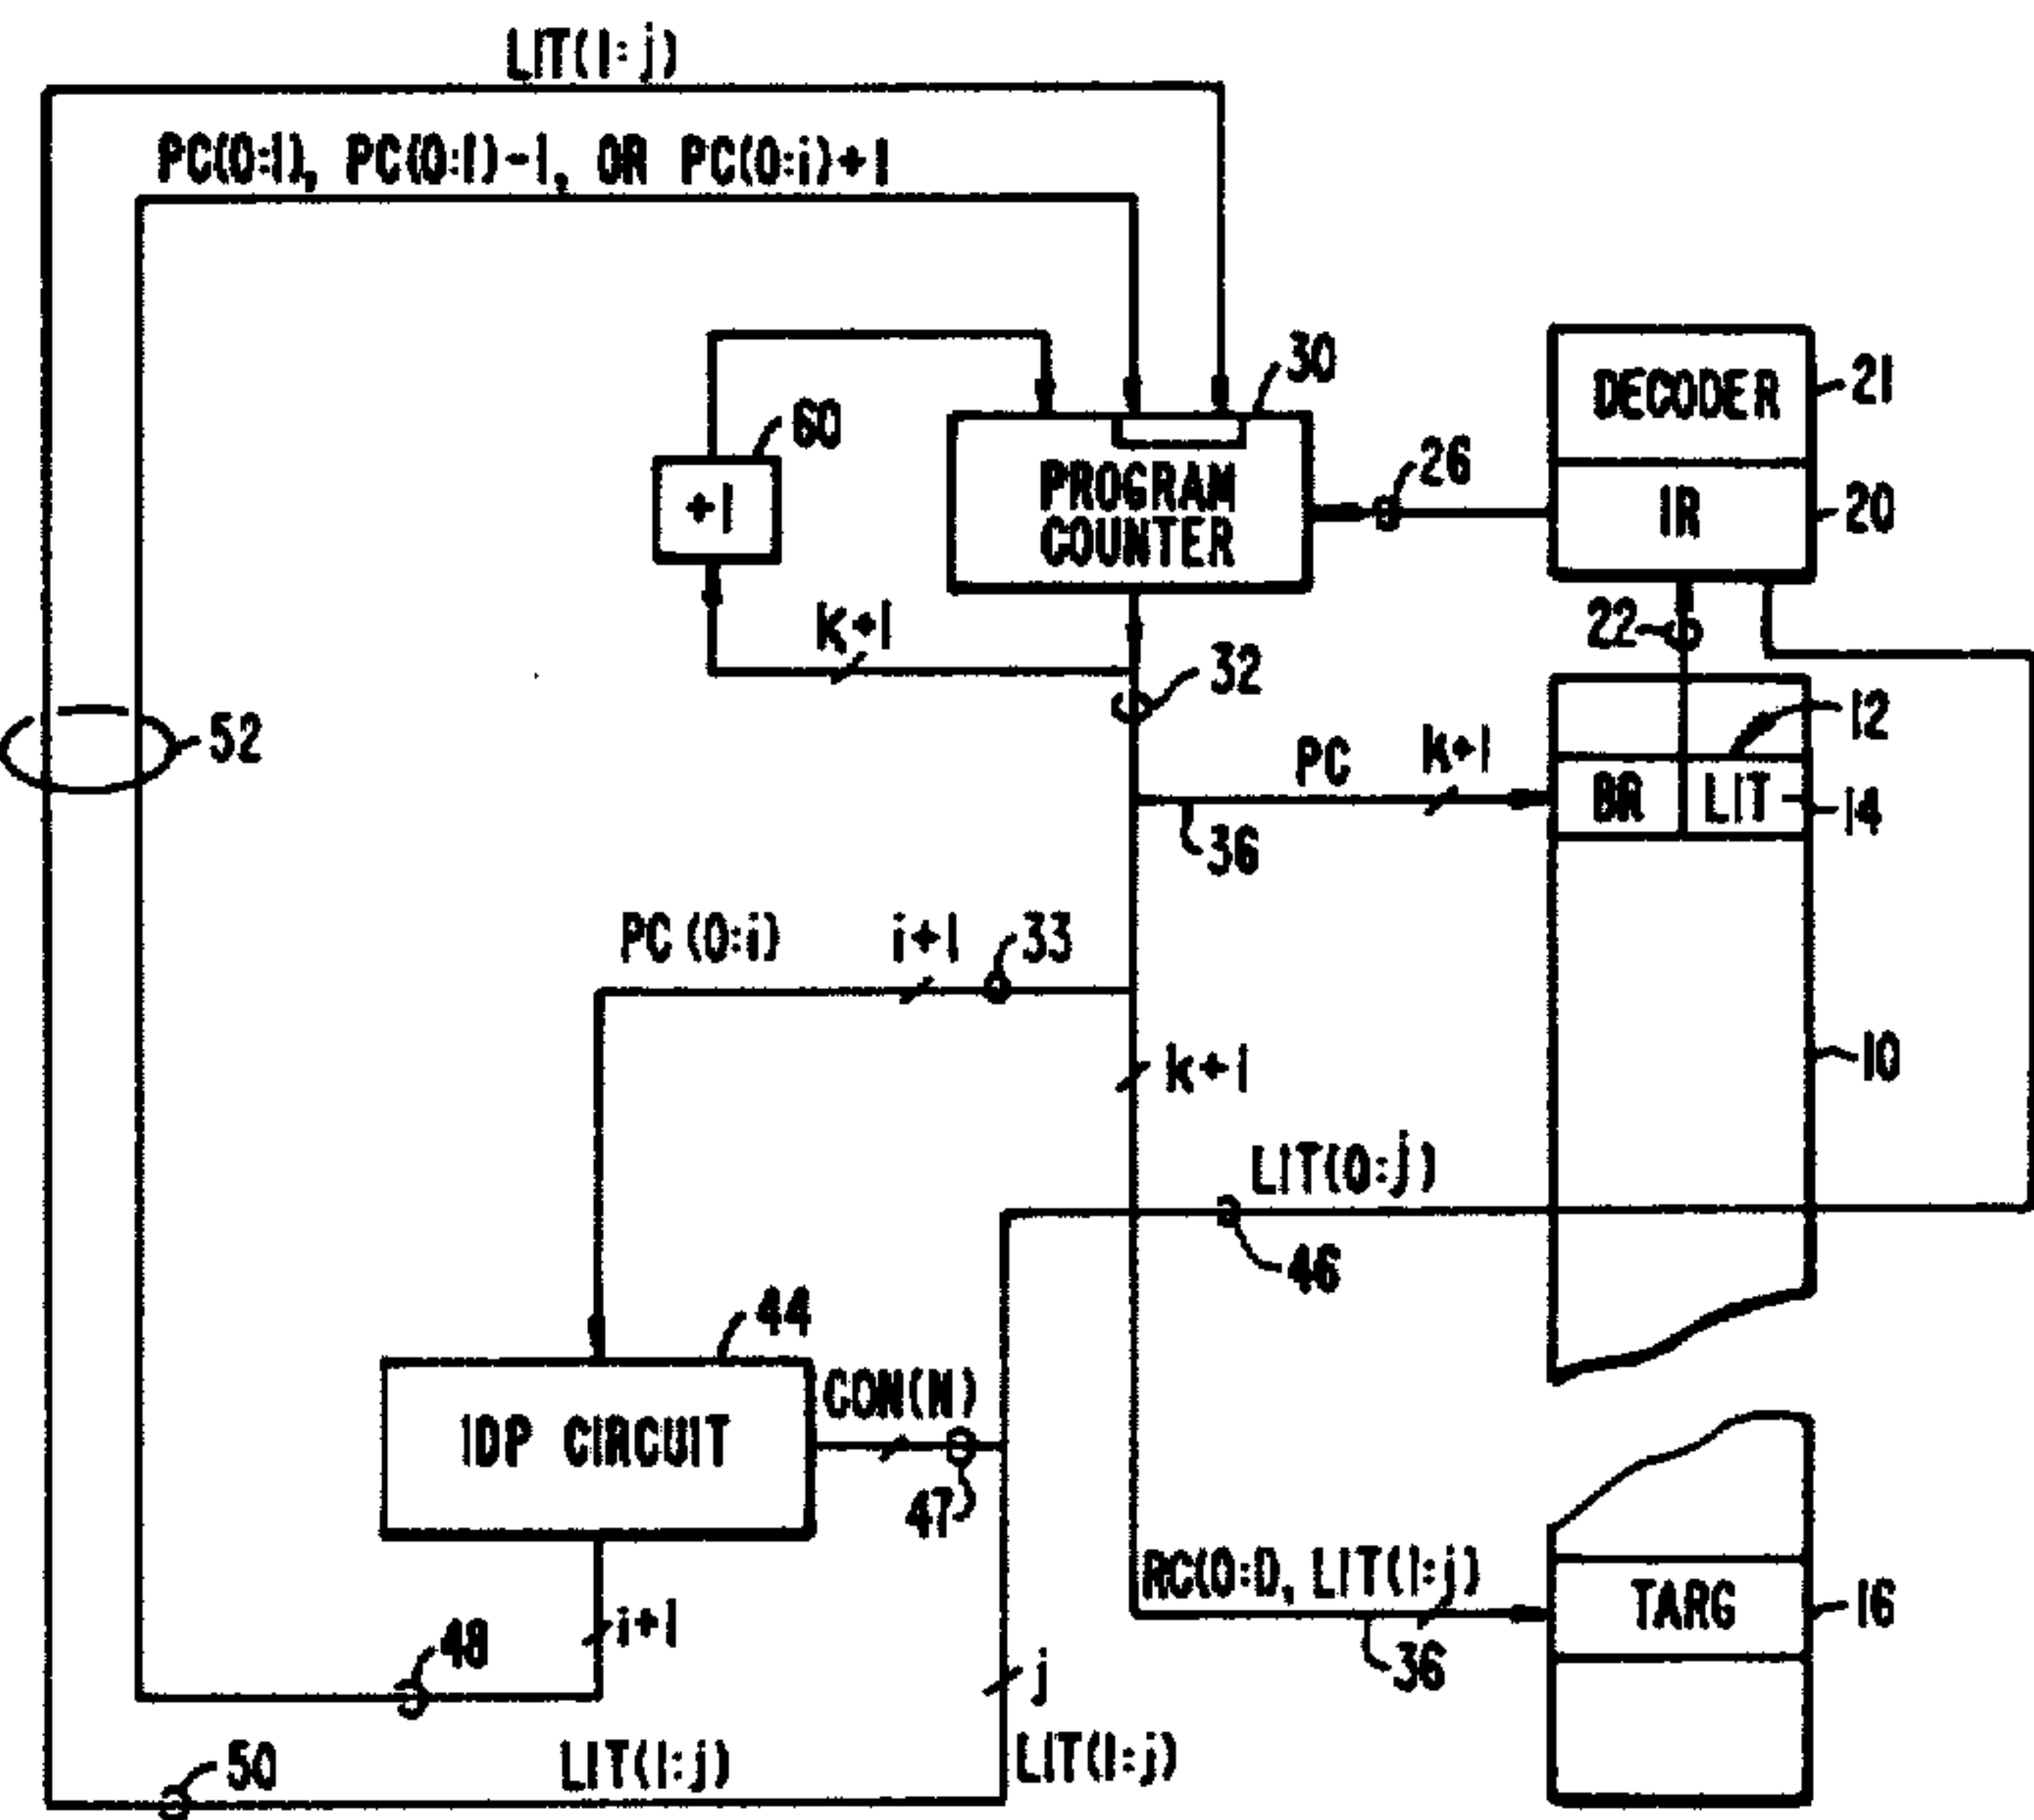 LIT(1:j)
PC(0:1), PC(0:1)-1, OR PC(0:i)+1
30
DECODER
21
60
26
+1
PROGRAM
COUNTER
IR
20
k+1
22
32
12
52
PC
k+1
BR
LIT
14
36
PC (0:i)
i+1
33
k+1
10
LIT(0:j)
46
44
IDP CIRCUIT
CON(N)
47
RC(0:D, LIT(1:j)
TARG
16
48
i+1
36
j
50
LIT(1:j)
LIT(1:j)